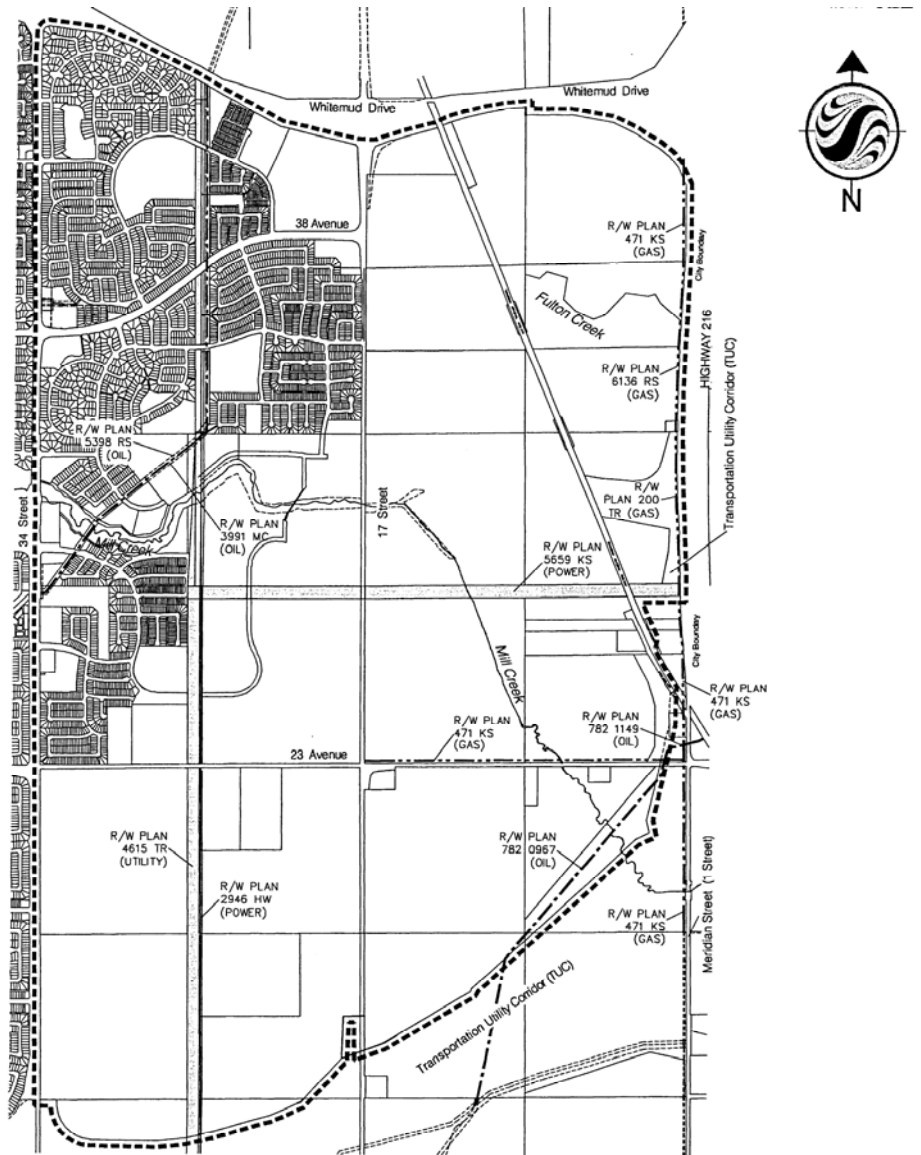 Whitemud Drive
Whitemud Drive
N
38 Avenue
R/W PLAN
471 KS
(GAS)
City Boundary
Fulton Creek
HIGHWAY 216
Transportation Utility Corridor (TUC)
R/W PLAN
6136 RS
(GAS)
R/W PLAN
5398 RS
(OIL)
R/W
PLAN 200
TR (GAS)
34 Street
17 Street
R/W PLAN
3991 MC
(OIL)
Mill Creek
R/W PLAN
5659 KS
(POWER)
City Boundary
Mill Creek
R/W PLAN
471 KS
(GAS)
R/W PLAN
782 1149
(OIL)
R/W PLAN
471 KS
(GAS)
23 Avenue
R/W PLAN
4615 TR
(UTILITY)
R/W PLAN
782 0967
(OIL)
R/W PLAN
2946 HW
(POWER)
R/W PLAN
471 KS
(GAS)
Meridian Street (1 Street)
Transportation Utility Corridor (TUC)